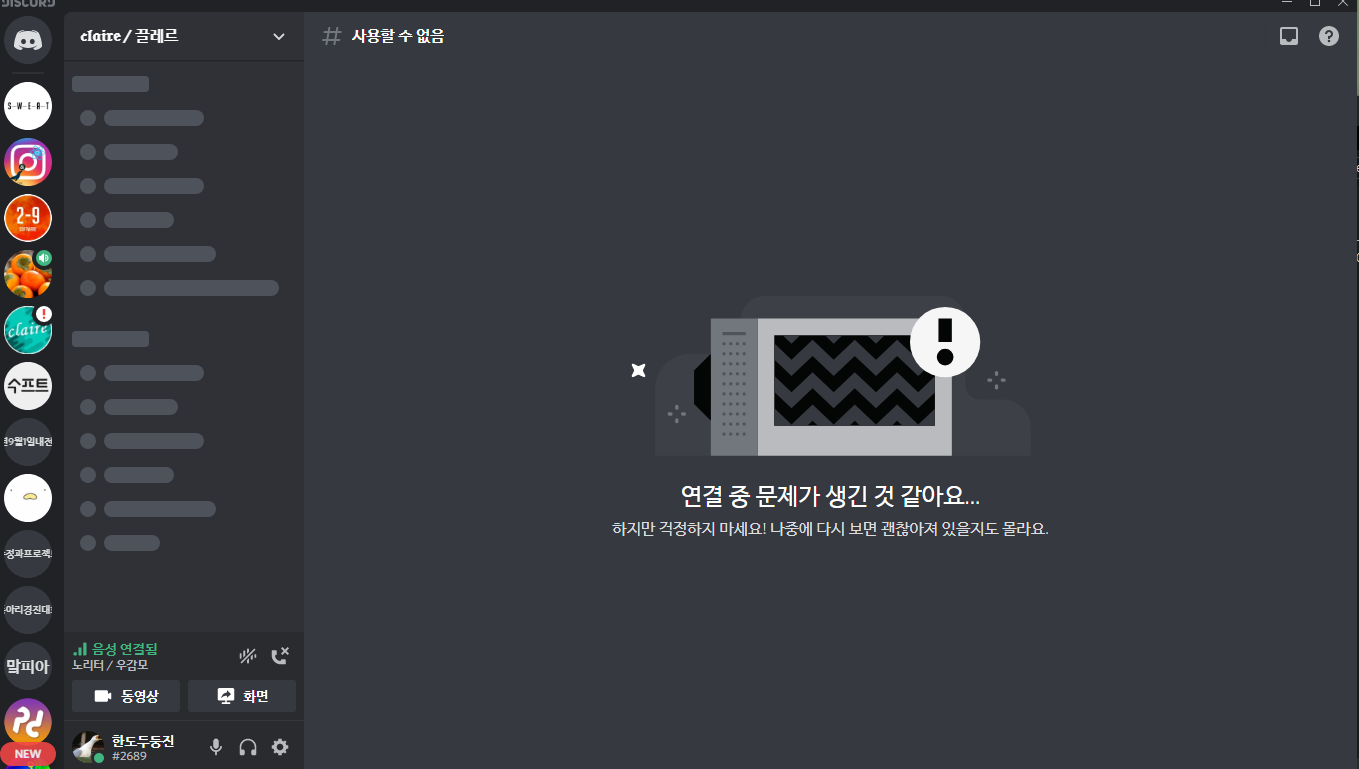 DISCORD
claire / 끌레르
# 사용할 수 없음
?
S-W-E-A-T
2-9
SOFTWARE
claire
!
수프트
년9월1일내전
정과프로젝
아리경진대
말피아
NEW
연결 중 문제가 생긴 것 같아요...
하지만 걱정하지 마세요! 나중에 다시 보면 괜찮아져 있을지도 몰라요.
음성 연결됨
노리터 / 우감모
동영상
화면
한도두둥진
#2689